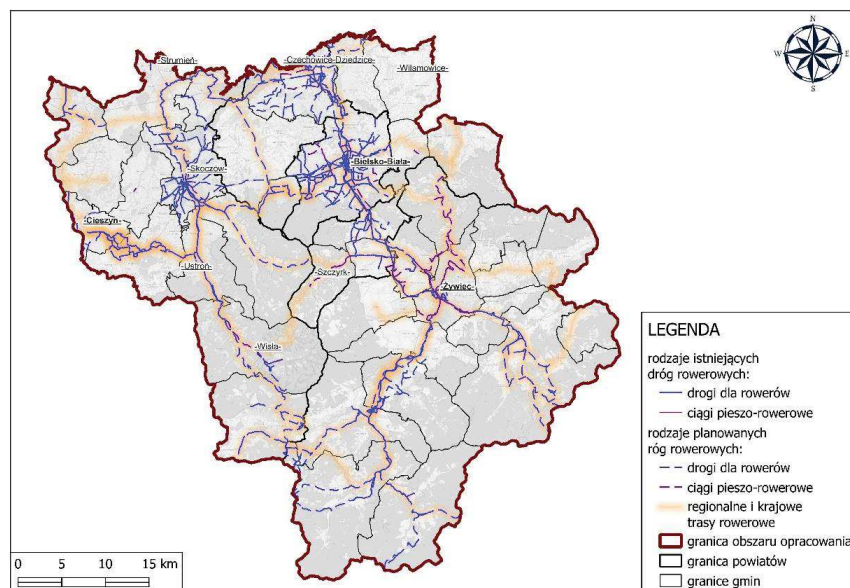 N
W E
S
-Strumień-
-Czechowice-Dziedzice-
-Wilamowice-
-Bielsko-Biała-
-Skoczów-
-Cieszyn-
-Ustroń-
-Szczyrk-
-Żywiec-
-Wisła-
LEGENDA
rodzaje istniejących
dróg rowerowych:
drogi dla rowerów
ciągi pieszo-rowerowe
rodzaje planowanych
róg rowerowych:
drogi dla rowerów
ciągi pieszo-rowerowe
regionalne i krajowe
trasy rowerowe
granica obszaru opracowania
granica powiatów
granice gmin
0 5 10 15 km